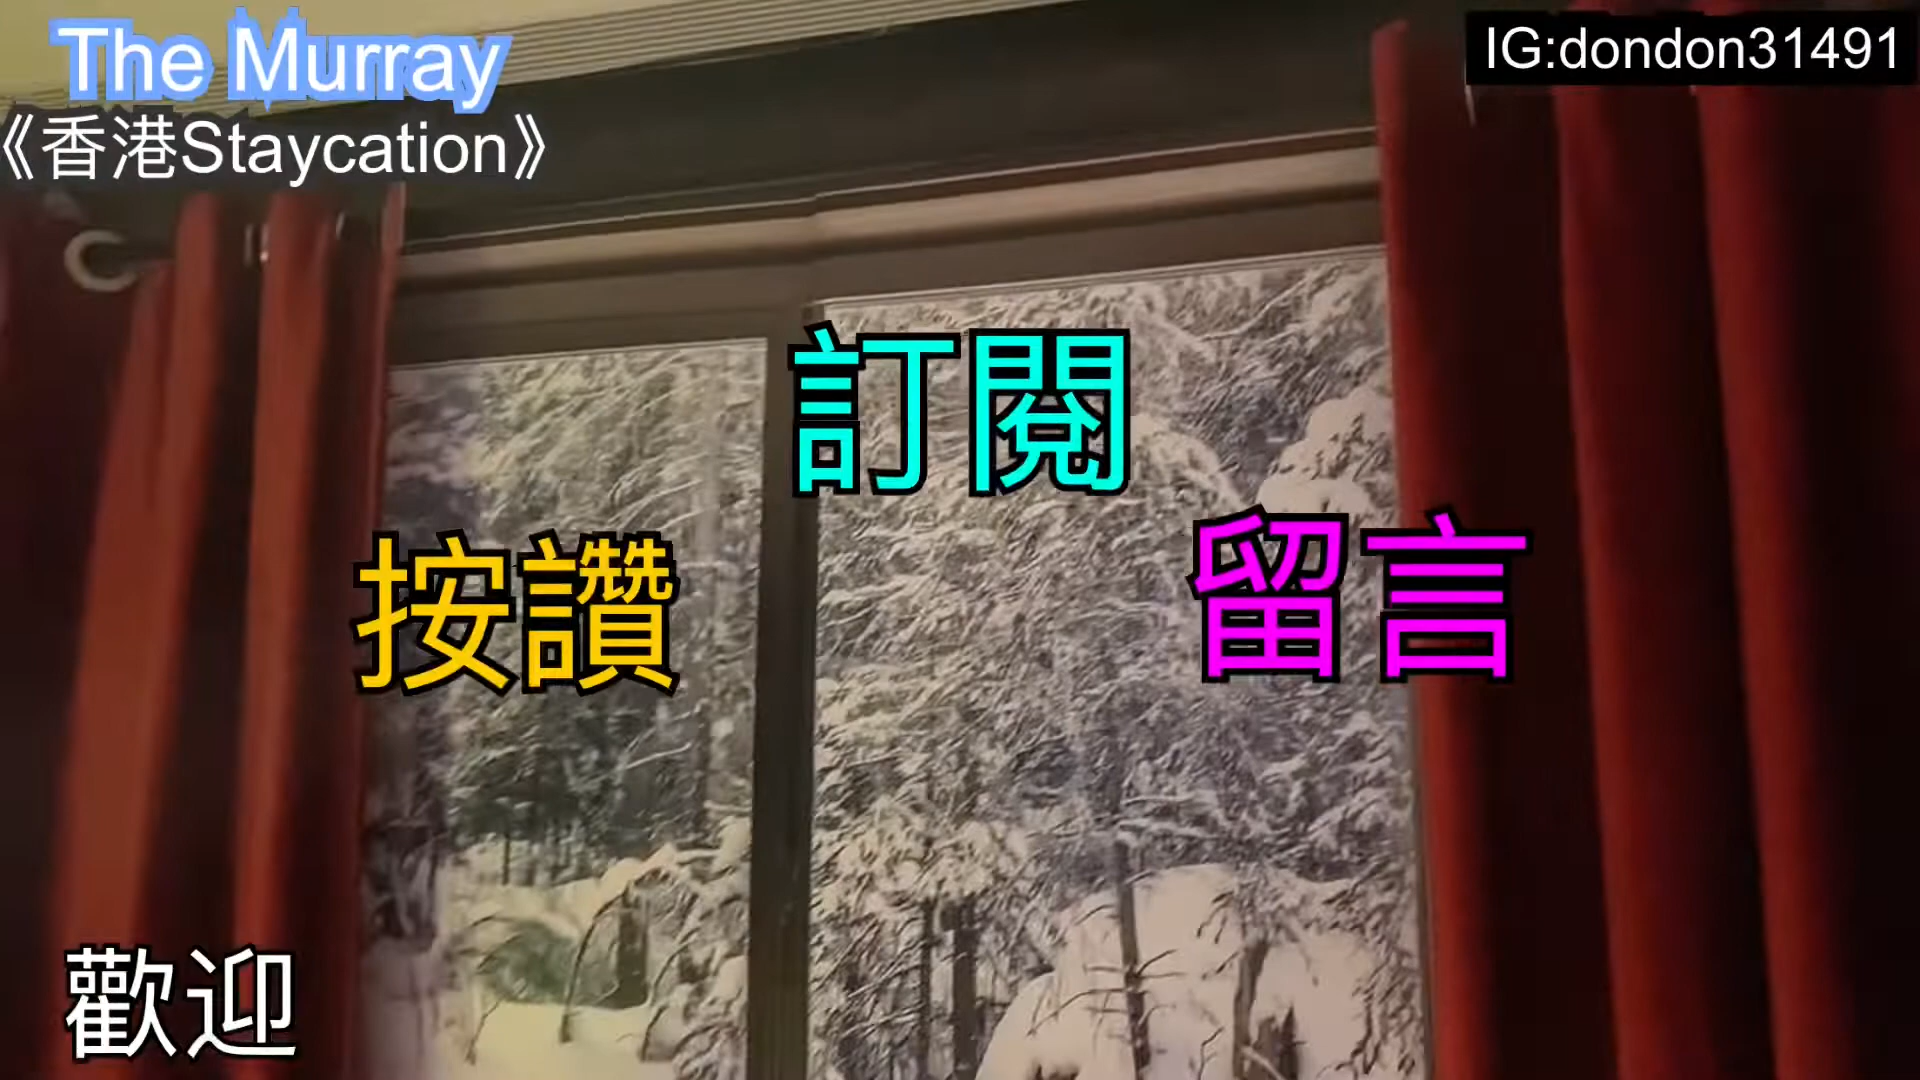 The Murray
《香港Staycation》
IG:dondon31491
訂閱
按讚
留言
歡迎